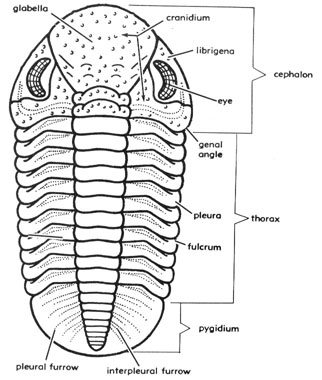 glabella
cranidium
librigena
cephalon
eye
genal
angle
pleura
thorax
fulcrum
pygidium
pleural furrow
interpleural furrow